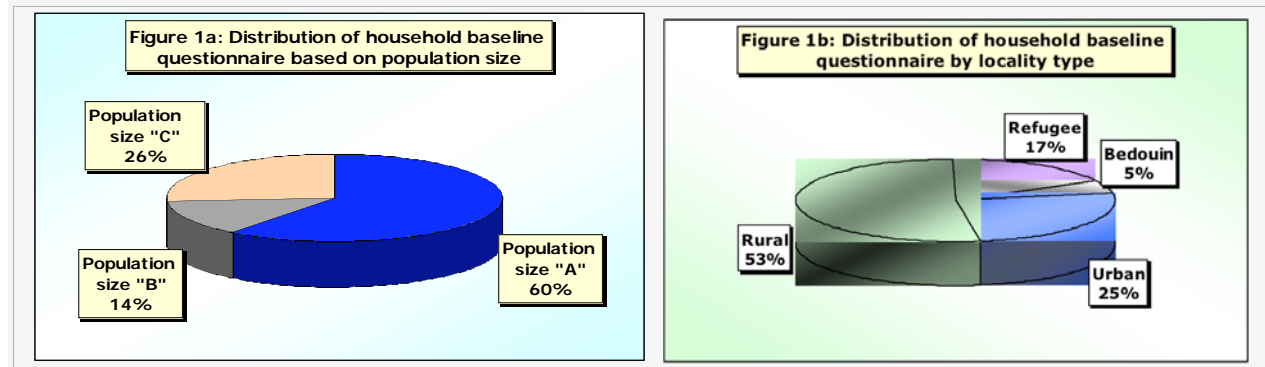 Figure 1a: Distribution of household baseline
questionnaire based on population size
Population
size "C"
26%
Population
size "B"
14%
Population
size "A"
60%
Figure 1b: Distribution of household baseline
questionnaire by locality type
Refugee
17%
Bedouin
5%
Rural
53%
Urban
25%